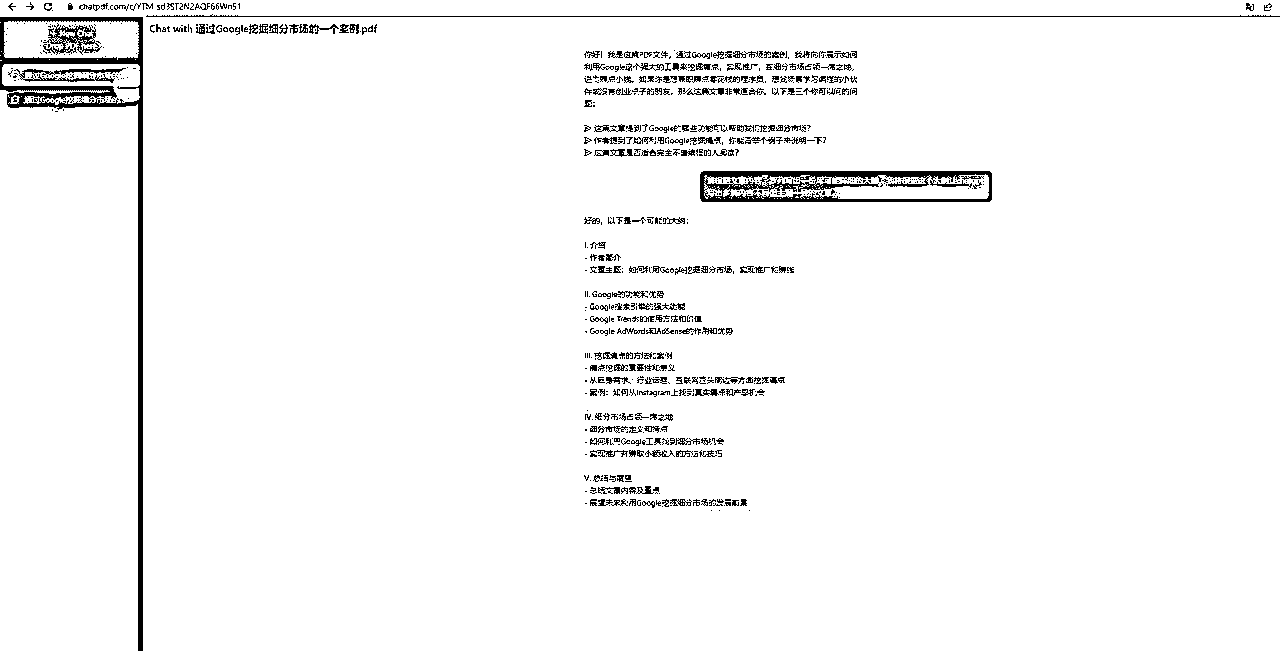 chatpdf.com/c/YTM_sd3ST2N2AQF66Wn51
Chat with 通过Google挖掘细分市场的一个案例.pdf
+ New Chat
通过Google挖掘细分市场的
通过Google挖掘细分市场的
你好！我是这篇PDF文件，通过Google挖掘细分市场的案例，我将向你展示如何
利用Google这个强大的工具来挖掘痛点，实现推广，在细分市场占领一席之地，
进而赚点小钱。如果你是想兼职赚点零花钱的程序员，想找场景学习编程的小伙
伴或没有创业点子的朋友，那么这篇文章非常适合你。以下是三个你可以问的问
题：
▷ 这篇文章提到了Google的哪些功能可以帮助我们挖掘细分市场？
▷ 作者提到了如何利用Google挖掘痛点，你能否举个例子来说明一下？
▷ 这篇文章是否适合完全不懂编程的人阅读？
好的，以下是一个可能的大纲：
I. 介绍
- 作者简介
- 文章主题：如何利用Google挖掘细分市场，实现推广和赚钱
II. Google的功能和优势
- Google搜索引擎的强大功能
- Google Trends的使用方法和价值
- Google AdWords和AdSense的作用和优势
III. 挖掘痛点的方法和案例
- 痛点挖掘的重要性和意义
- 从自身需求、行业运营、互联网巨头周边等方面挖掘痛点
- 案例：如何从Instagram上找到真实痛点和产品机会
IV. 细分市场占领一席之地
- 细分市场的定义和特点
- 如何利用Google工具找到细分市场机会
- 实现推广并赚取小额收入的方法和技巧
V. 总结与展望
- 总结文章内容及重点
- 展望未来利用Google挖掘细分市场的发展前景